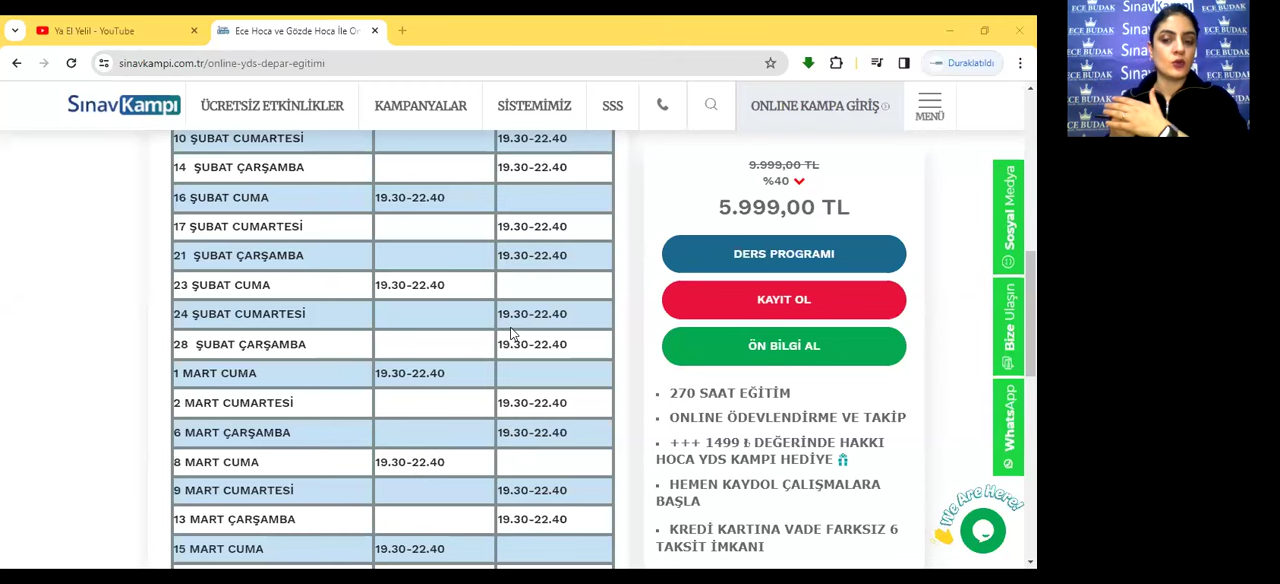 Ya El Yelil - YouTube
Ece Hoca ve Gözde Hoca İle On
sinavkampi.com.tr/online-yds-depar-egitimi
Duraklatıldı
SınavKampı
ÜCRETSİZ ETKİNLİKLER
KAMPANYALAR
SİSTEMİMİZ
SSS
ONLINE KAMPA GİRİŞ
MENÜ
10 ŞUBAT CUMARTESİ 19.30-22.40
14 ŞUBAT ÇARŞAMBA 19.30-22.40
16 ŞUBAT CUMA 19.30-22.40
17 ŞUBAT CUMARTESİ 19.30-22.40
21 ŞUBAT ÇARŞAMBA 19.30-22.40
23 ŞUBAT CUMA 19.30-22.40
24 ŞUBAT CUMARTESİ 19.30-22.40
28 ŞUBAT ÇARŞAMBA 19.30-22.40
1 MART CUMA 19.30-22.40
2 MART CUMARTESİ 19.30-22.40
6 MART ÇARŞAMBA 19.30-22.40
8 MART CUMA 19.30-22.40
9 MART CUMARTESİ 19.30-22.40
13 MART ÇARŞAMBA 19.30-22.40
15 MART CUMA 19.30-22.40
9.999,00 TL
%40
5.999,00 TL
DERS PROGRAMI
KAYIT OL
ÖN BİLGİ AL
270 SAAT EĞİTİM
ONLINE ÖDEVLENDİRME VE TAKİP
+++ 1499 ₺ DEĞERİNDE HAKKI
HOCA YDS KAMPI HEDİYE
HEMEN KAYDOL ÇALIŞMALARA
BAŞLA
KREDİ KARTINA VADE FARKSIZ 6
TAKSİT İMKANI
Sosyal Medya
Bize Ulaşın
WhatsApp
We Are Here!
ECE BUDAK
SınavKampı
ECE BUDAK
ECE BUDAK
ECE BUDAK
ECE BUDAK